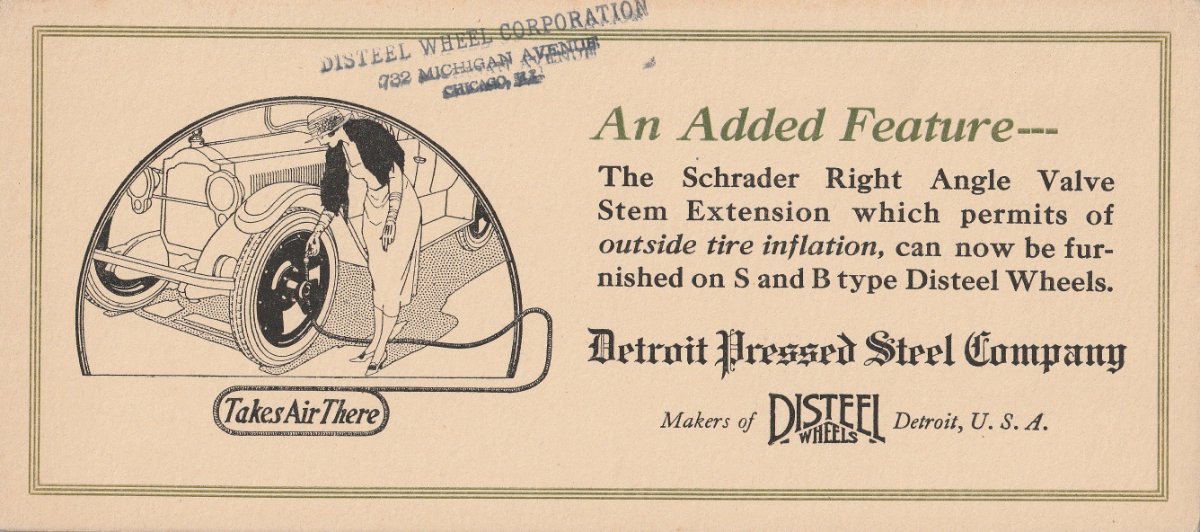 DISTEEL WHEEL CORPORATION
732 MICHIGAN AVENUE
CHICAGO, ILL.
An Added Feature---
The Schrader Right Angle Valve
Stem Extension which permits of
outside tire inflation, can now be fur-
nished on S and B type Disteel Wheels.
Detroit Pressed Steel Company
Makers of DISTEEL WHEELS Detroit, U. S. A.
Takes Air There